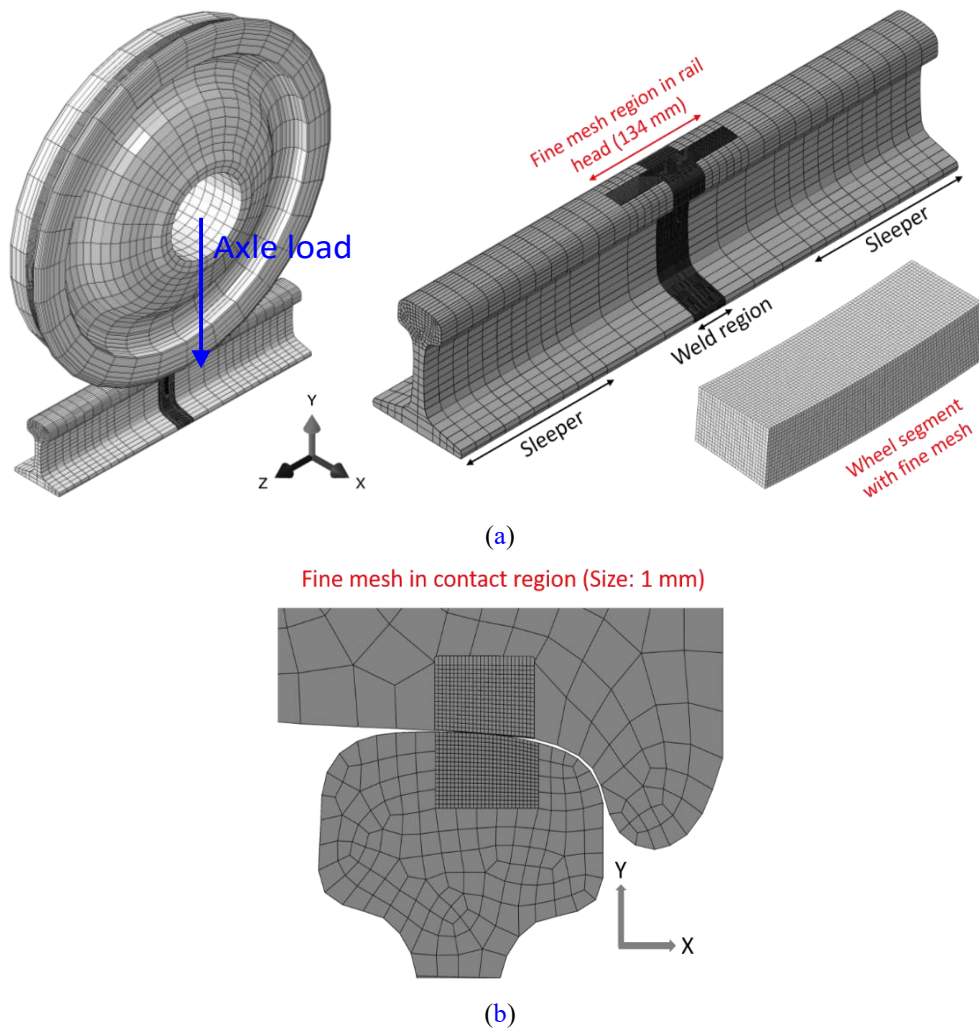 Fine mesh region in rail
head (134 mm)
Axle load
Sleeper
Weld region
Sleeper
Wheel segment
with fine mesh
Y
Z
X
(a)
Fine mesh in contact region (Size: 1 mm)
Y
X
(b)